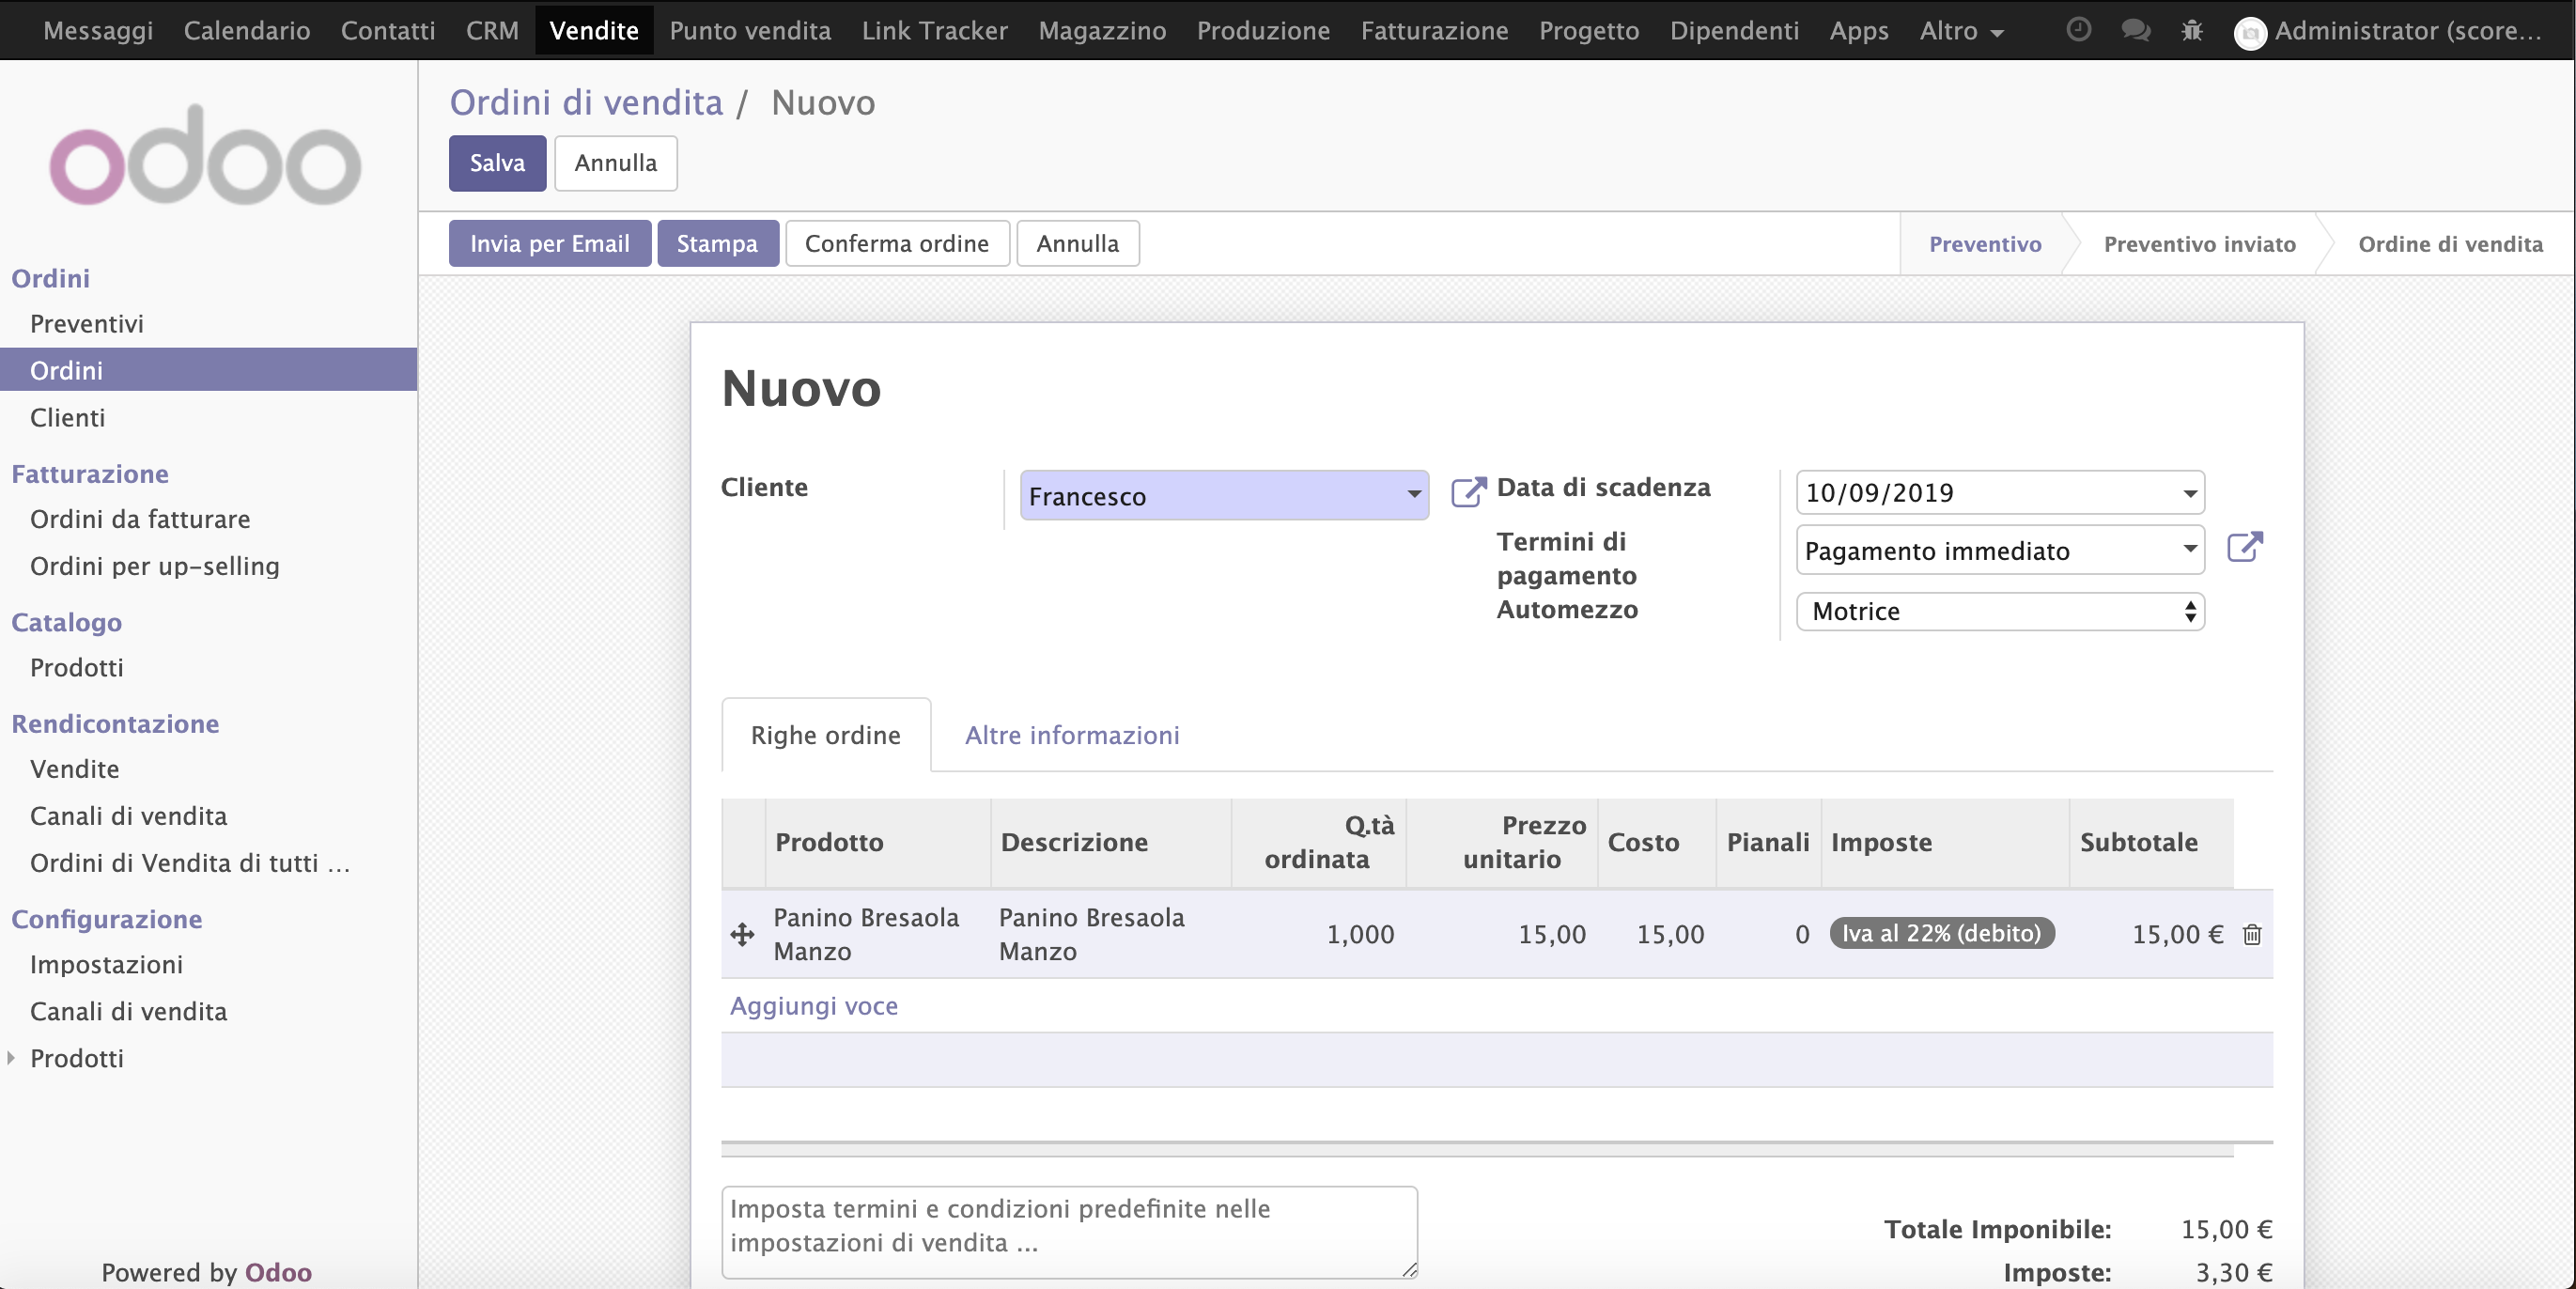 Messaggi Calendario Contatti CRM Vendite Punto vendita Link Tracker Magazzino Produzione Fatturazione Progetto Dipendenti Apps Altro Administrator (score...
odoo
Ordini
Preventivi
Ordini
Clienti
Fatturazione
Ordini da fatturare
Ordini per up-selling
Catalogo
Prodotti
Rendicontazione
Vendite
Canali di vendita
Ordini di Vendita di tutti ...
Configurazione
Impostazioni
Canali di vendita
Prodotti
Powered by Odoo
Ordini di vendita / Nuovo
Salva Annulla
Invia per Email Stampa Conferma ordine Annulla
Preventivo Preventivo inviato Ordine di vendita
Nuovo
Cliente Francesco
Data di scadenza 10/09/2019
Termini di
pagamento Pagamento immediato
Automezzo Motrice
Righe ordine Altre informazioni
Prodotto Descrizione Q.tà
ordinata Prezzo
unitario Costo Pianali Imposte Subtotale
Panino Bresaola
Manzo Panino Bresaola
Manzo 1,000 15,00 15,00 0 Iva al 22% (debito) 15,00 €
Aggiungi voce
Imposta termini e condizioni predefinite nelle
impostazioni di vendita ...
Totale Imponibile: 15,00 €
Imposte: 3,30 €